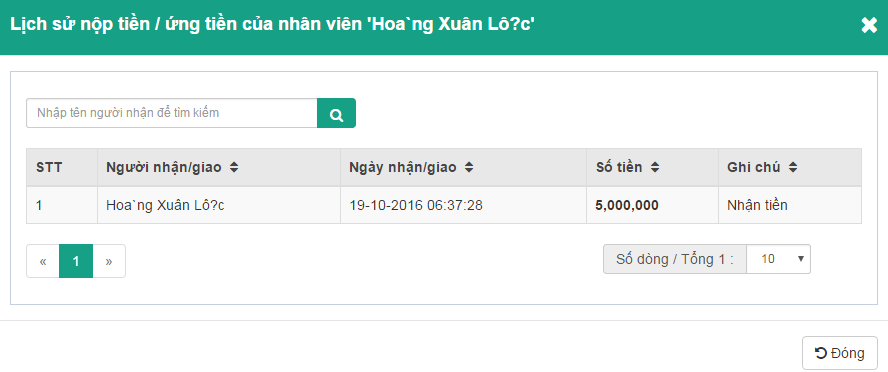 Lịch sử nộp tiền / ứng tiền của nhân viên 'Hoa`ng Xuân Lô?c'
Nhập tên người nhận để tìm kiếm
STT Người nhận/giao Ngày nhận/giao Số tiền Ghi chú
1 Hoa`ng Xuân Lô?c 19-10-2016 06:37:28 5,000,000 Nhận tiền
« 1 » Số dòng / Tổng 1 : 10
Đóng